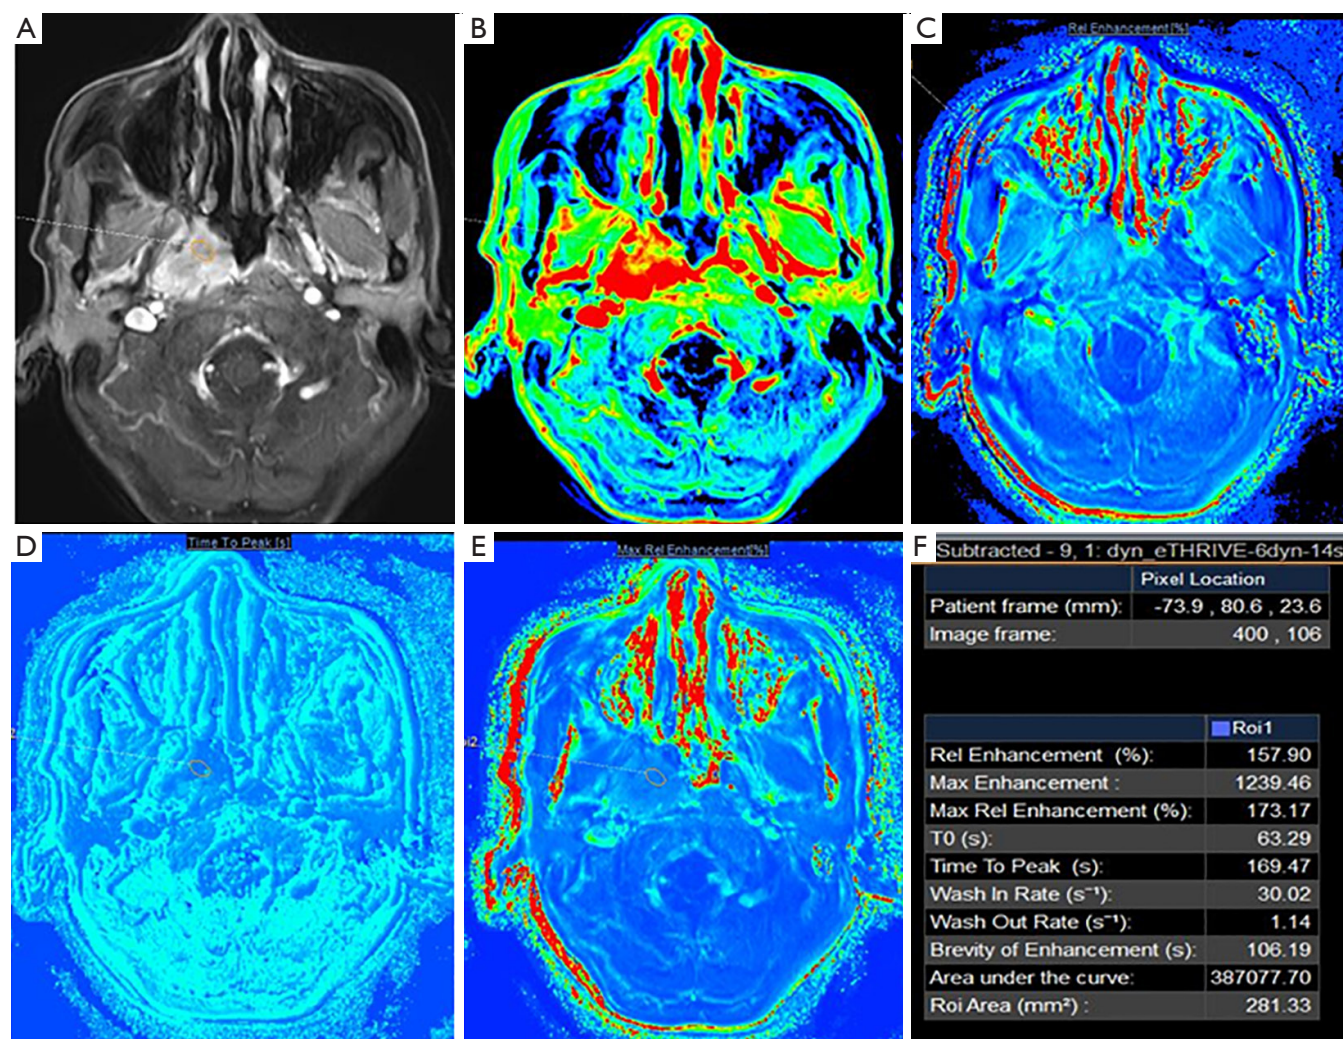 A
B
C
Rel Enhancement[%]
D
Time To Peak [s]
E
Max Rel Enhancement[%]
F
Subtracted - 9, 1: dyn_eTHRIVE-6dyn-14s
Pixel Location
Patient frame (mm): -73.9 , 80.6 , 23.6
Image frame: 400 , 106
Roi1
Rel Enhancement (%): 157.90
Max Enhancement : 1239.46
Max Rel Enhancement (%): 173.17
T0 (s): 63.29
Time To Peak (s): 169.47
Wash In Rate (s⁻¹): 30.02
Wash Out Rate (s⁻¹): 1.14
Brevity of Enhancement (s): 106.19
Area under the curve: 387077.70
Roi Area (mm²) : 281.33